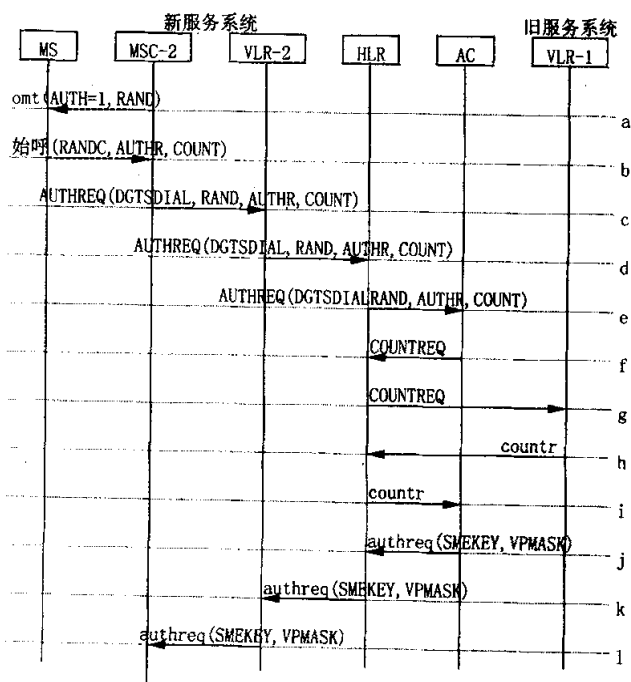 新服务系统
旧服务系统
MS MSC-2 VLR-2 HLR AC VLR-1
omt(AUTH=1, RAND)
a
始呼(RANDC, AUTHR, COUNT)
b
AUTHREQ(DGTSDIAL, RAND, AUTHR, COUNT)
c
AUTHREQ(DGTSDIAL, RAND, AUTHR, COUNT)
d
AUTHREQ(DGTSDIALRAND, AUTHR, COUNT)
e
COUNTREQ
f
COUNTREQ
g
countr
h
countr
i
authreq(SMEKEY, VPMASK)
j
authreq(SMEKEY, VPMASK)
k
authreq(SMEKEY, VPMASK)
l